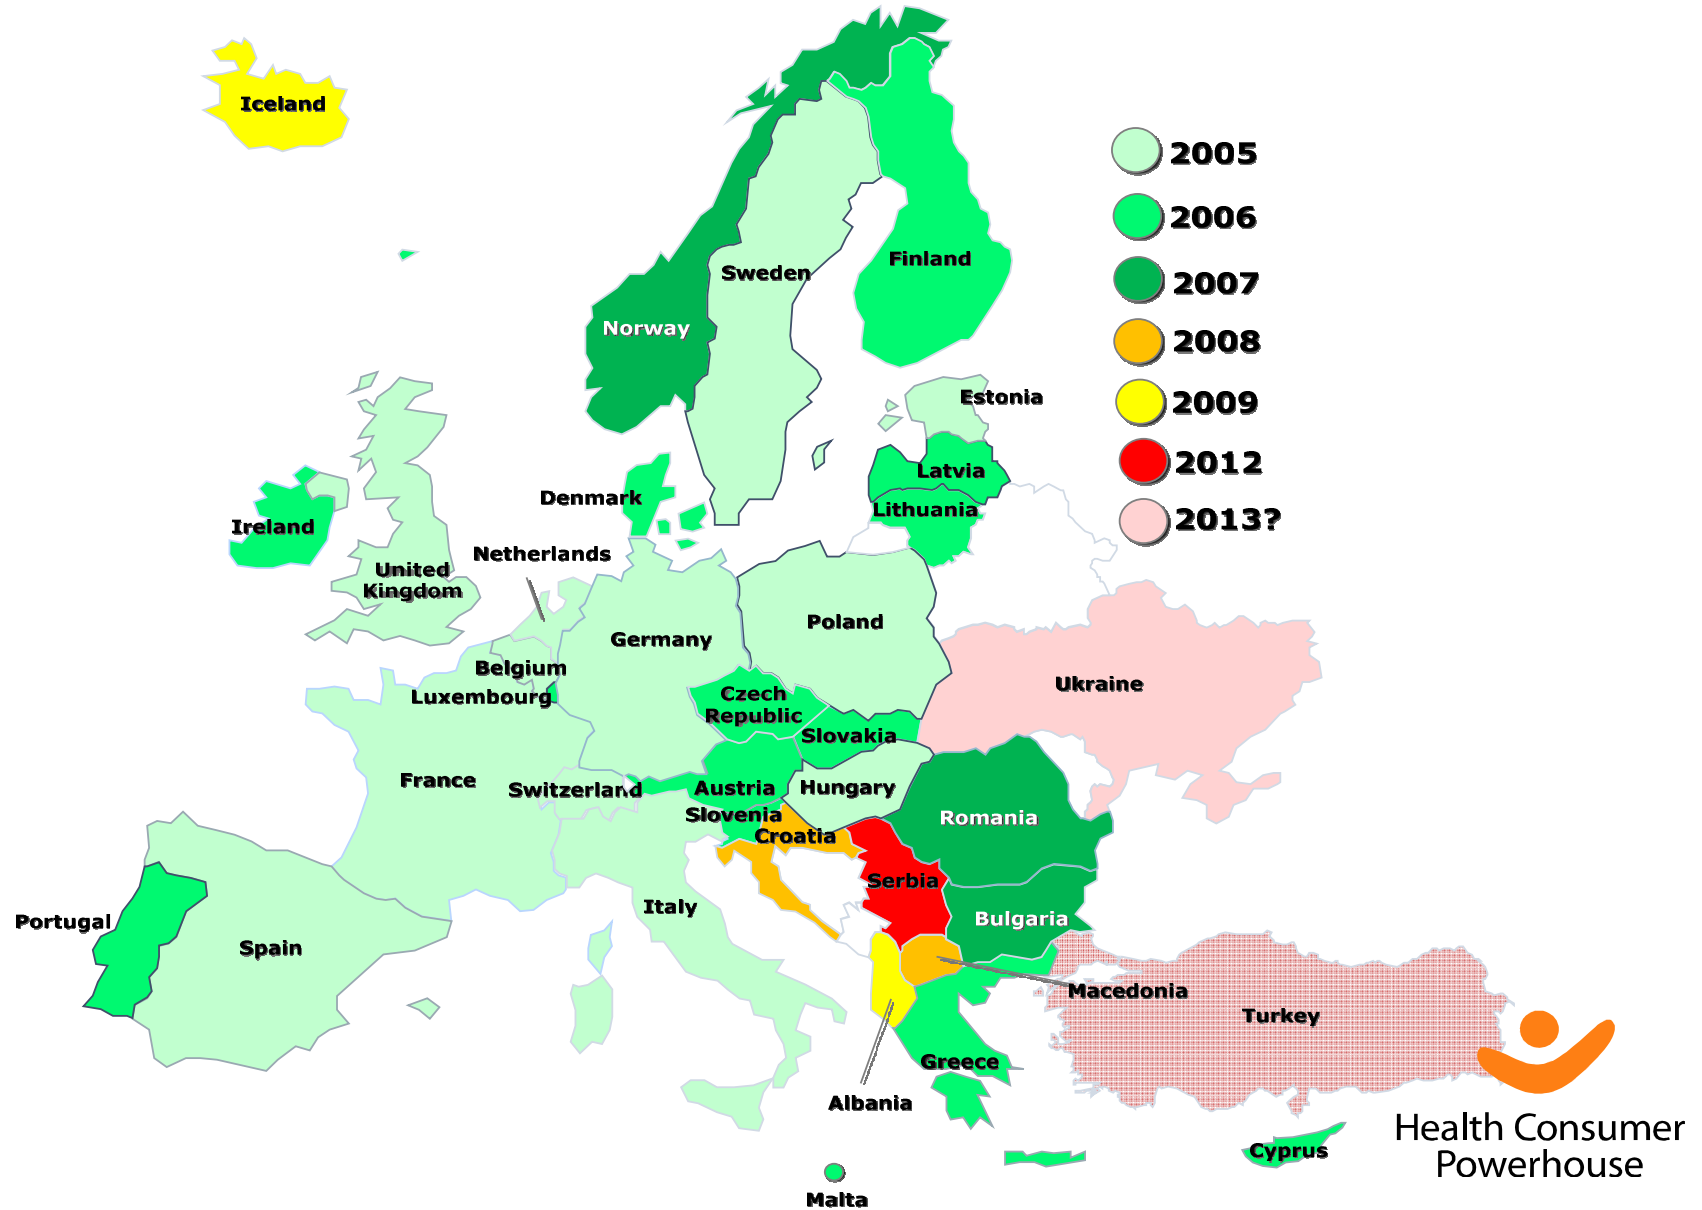 Iceland
2005
2006
2007
2008
2009
2012
2013?
Finland
Sweden
Norway
Estonia
Latvia
Lithuania
Denmark
Ireland
Netherlands
United
Kingdom
Poland
Germany
Belgium
Luxembourg
Ukraine
Czech
Republic
Slovakia
France
Switzerland
Austria
Hungary
Slovenia
Croatia
Romania
Serbia
Italy
Bulgaria
Portugal
Spain
Macedonia
Turkey
Greece
Albania
Cyprus
Malta
Health Consumer
Powerhouse